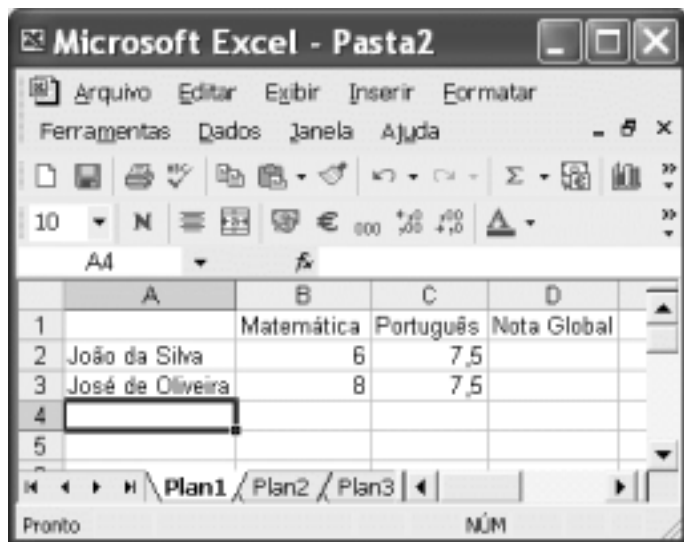 Microsoft Excel - Pasta2
Arquivo Editar Exibir Inserir Formatar
Ferramentas Dados Janela Ajuda
10 N € 000
A4 fx
A B C D
1 Matemática Português Nota Global
2 João da Silva 6 7,5
3 José de Oliveira 8 7,5
4
5
Plan1 Plan2 Plan3
Pronto NÚM